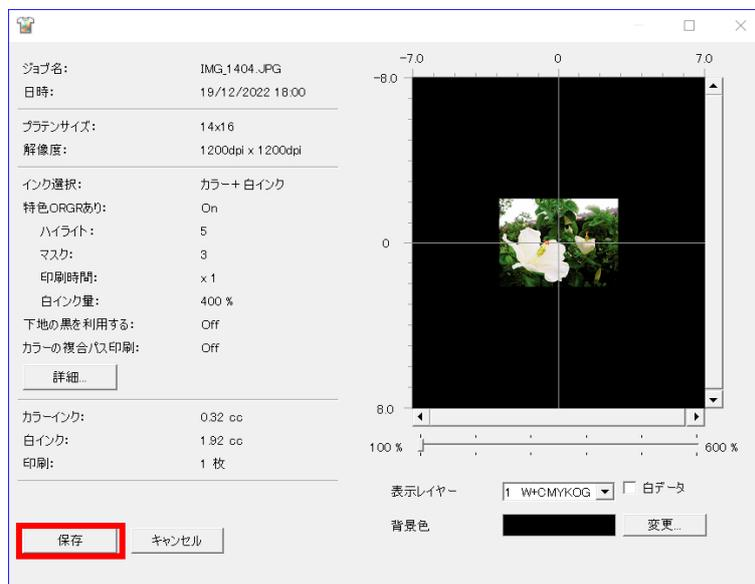 ジョブ名: IMG_1404.JPG
日時: 19/12/2022 18:00
プラテンサイズ: 14x16
解像度: 1200dpi x 1200dpi
インク選択: カラー+白インク
特色ORGRあり: On
ハイライト: 5
マスク: 3
印刷時間: x 1
白インク量: 400 %
下地の黒を利用する: Off
カラーの複合パス印刷: Off
詳細...
カラーインク: 0.32 cc
白インク: 1.92 cc
印刷: 1 枚
保存 キャンセル
-7.0 0 7.0
-8.0
0
8.0
100 % 600 %
表示レイヤー 1 W+CMYKOG 白データ
背景色 変更...